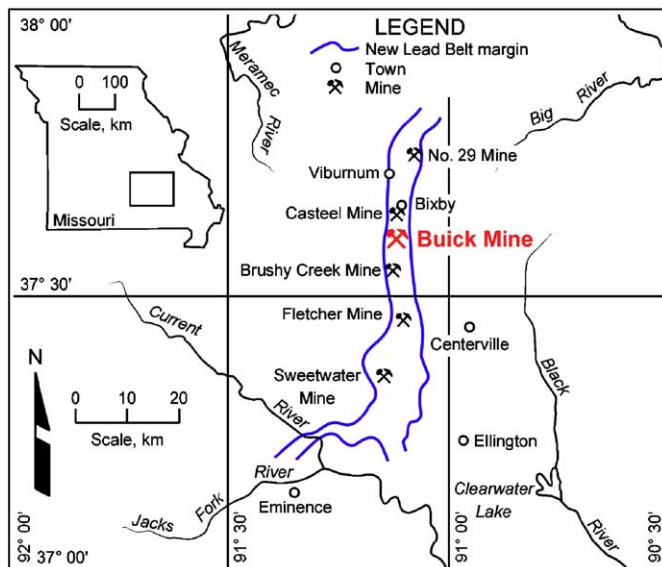 38° 00'
LEGEND
New Lead Belt margin
Town
Mine
Meramec
River
Big
River
0 100
Scale, km
Missouri
No. 29 Mine
Viburnum
Bixby
Casteel Mine
Buick Mine
Brushy Creek Mine
37° 30'
Fletcher Mine
Centerville
Current
River
N
0 10 20
Scale, km
Sweetwater
Mine
Black
River
Ellington
Clearwater
Lake
Jacks
Fork
River
Eminence
92° 00'
37° 00'
91° 30'
91° 00'
90° 30'